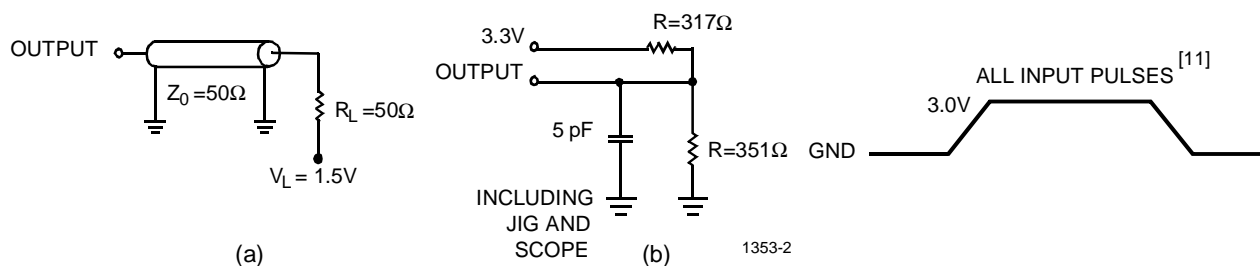 OUTPUT
Z0 =50Ω
RL =50Ω
VL = 1.5V
(a)
R=317Ω
3.3V
OUTPUT
5 pF
R=351Ω
INCLUDING
JIG AND
SCOPE
(b)
1353-2
ALL INPUT PULSES [11]
3.0V
GND